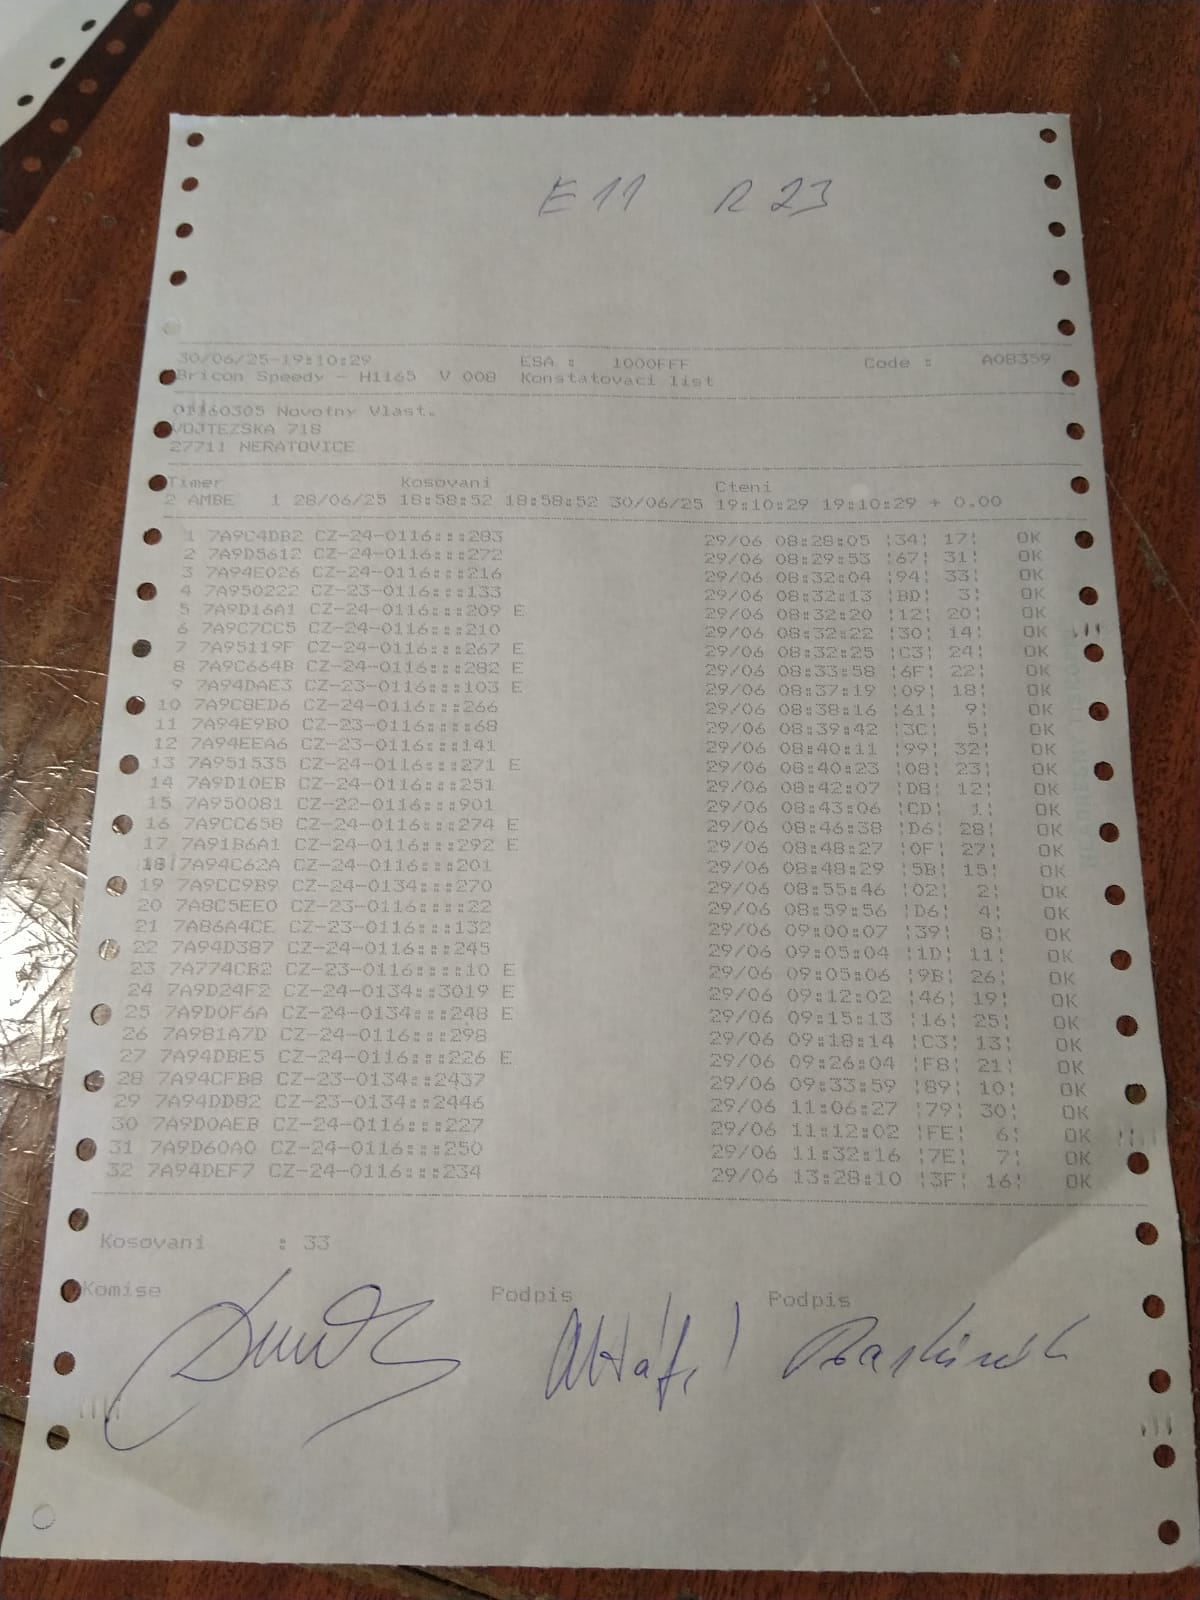 E 11 R 23
30/06/25-19:10:29 ESA : 1000FFF Code : A08359
Bricon Speedy - H1165 V 008 Konstatovaci list
01160305 Novotny Vlast.
VOJTEZSKA 718
27711 NERATOVICE
Timer Kosovani Cteni
2 AMBE 1 28/06/25 18:58:52 18:58:52 30/06/25 19:10:29 19:10:29 + 0.00
1 7A9C4DB2 CZ-24-0116:::283 29/06 08:28:05 ¦34¦ 17¦ OK
2 7A9D5612 CZ-24-0116:::272 29/06 08:29:53 ¦67¦ 31¦ OK
3 7A94E026 CZ-24-0116:::216 29/06 08:32:04 ¦94¦ 33¦ OK
4 7A950222 CZ-23-0116:::133 29/06 08:32:13 ¦BD¦ 3¦ OK
5 7A9D16A1 CZ-24-0116:::209 E 29/06 08:32:20 ¦12¦ 20¦ OK
6 7A9C7CC5 CZ-24-0116:::210 29/06 08:32:22 ¦30¦ 14¦ OK
7 7A95119F CZ-24-0116:::267 E 29/06 08:32:25 ¦C3¦ 24¦ OK
8 7A9C664B CZ-24-0116:::282 E 29/06 08:33:58 ¦6F¦ 22¦ OK
9 7A94DAE3 CZ-23-0116:::103 E 29/06 08:37:19 ¦09¦ 18¦ OK
10 7A9C8ED6 CZ-24-0116:::266 29/06 08:38:16 ¦61¦ 9¦ OK
11 7A94E9B0 CZ-23-0116::::68 29/06 08:39:42 ¦3C¦ 5¦ OK
12 7A94EEA6 CZ-23-0116:::141 29/06 08:40:11 ¦99¦ 32¦ OK
13 7A951535 CZ-24-0116:::271 E 29/06 08:40:23 ¦08¦ 23¦ OK
14 7A9D10EB CZ-24-0116:::251 29/06 08:42:07 ¦D8¦ 12¦ OK
15 7A950081 CZ-22-0116:::901 29/06 08:43:06 ¦CD¦ 1¦ OK
16 7A9CC658 CZ-24-0116:::274 E 29/06 08:46:38 ¦D6¦ 28¦ OK
17 7A91B6A1 CZ-24-0116:::292 E 29/06 08:48:27 ¦0F¦ 27¦ OK
18 7A94C62A CZ-24-0116:::201 29/06 08:48:29 ¦5B¦ 15¦ OK
19 7A9CC9B9 CZ-24-0134:::270 29/06 08:55:46 ¦02¦ 2¦ OK
20 7A8C5EE0 CZ-23-0116::::22 29/06 08:59:56 ¦D6¦ 4¦ OK
21 7A86A4CE CZ-23-0116:::132 29/06 09:00:07 ¦39¦ 8¦ OK
22 7A94D387 CZ-24-0116:::245 29/06 09:05:04 ¦1D¦ 11¦ OK
23 7A774CB2 CZ-23-0116::::10 E 29/06 09:05:06 ¦9B¦ 26¦ OK
24 7A9D24F2 CZ-24-0134::3019 E 29/06 09:12:02 ¦46¦ 19¦ OK
25 7A9D0F6A CZ-24-0134:::248 E 29/06 09:15:13 ¦16¦ 25¦ OK
26 7A981A7D CZ-24-0116:::298 29/06 09:18:14 ¦C3¦ 13¦ OK
27 7A94DBE5 CZ-24-0116:::226 E 29/06 09:26:04 ¦F8¦ 21¦ OK
28 7A94CFB8 CZ-23-0134::2437 29/06 09:33:59 ¦89¦ 10¦ OK
29 7A94DD82 CZ-23-0134::2446 29/06 11:06:27 ¦79¦ 30¦ OK
30 7A9D0AEB CZ-24-0116:::227 29/06 11:12:02 ¦FE¦ 6¦ OK
31 7A9D60A0 CZ-24-0116:::250 29/06 11:32:16 ¦7E¦ 7¦ OK
32 7A94DEF7 CZ-24-0116:::234 29/06 13:28:10 ¦3F¦ 16¦ OK
Kosovani : 33
Komise Podpis Podpis